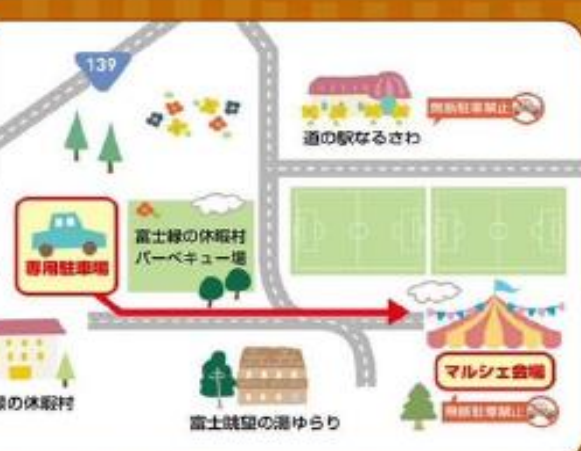 139
無断駐車禁止
道の駅なるさわ
専用駐車場
富士緑の休暇村
バーベキュー場
マルシェ会場
無断駐車禁止
の休暇村
富士眺望の湯ゆらり